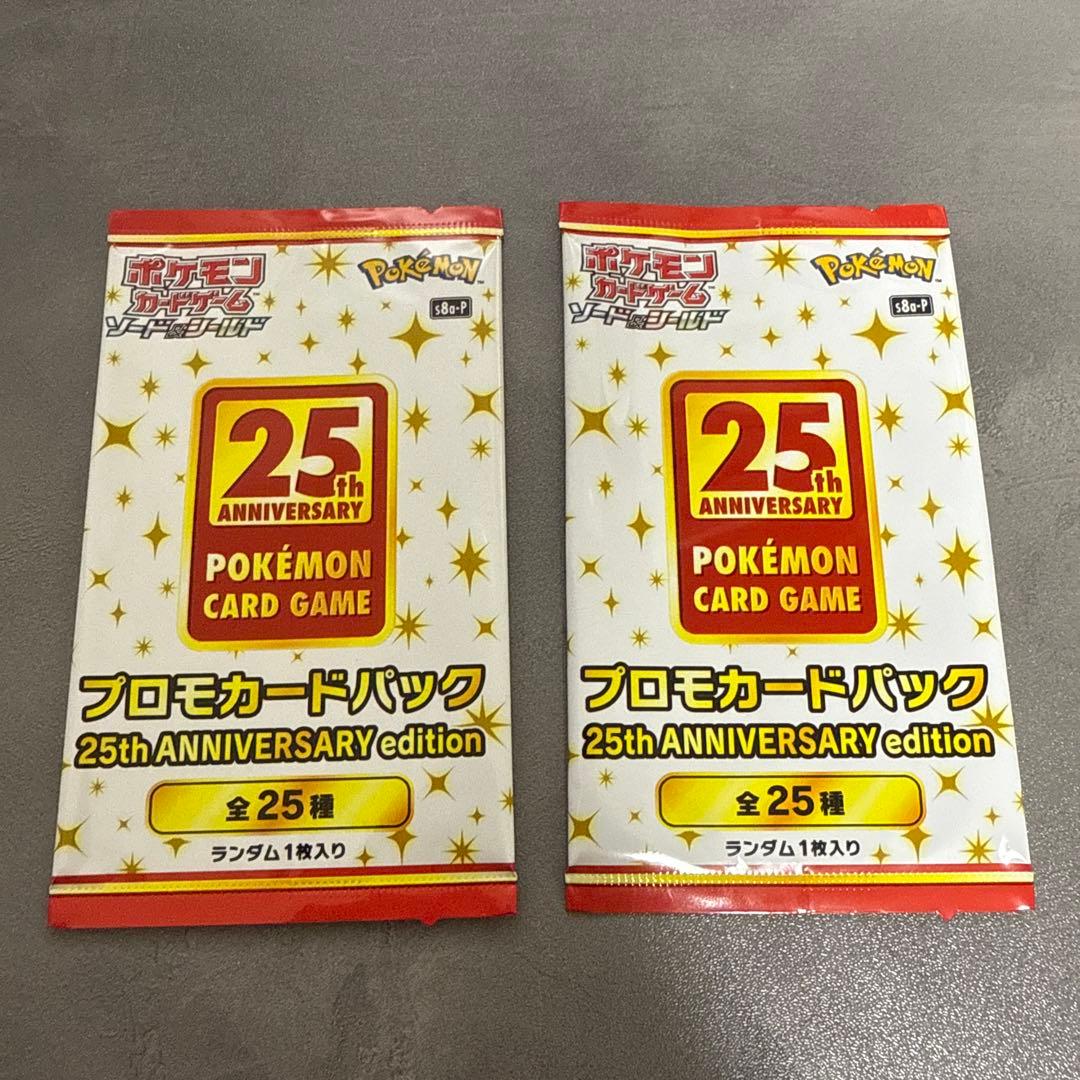 ポケモン
カードゲーム
ソード&シールド
POKéMON
s8a-P
25th
ANNIVERSARY
POKÉMON
CARD GAME
プロモカードパック
25th ANNIVERSARY edition
全25種
ランダム1枚入り
ポケモン
カードゲーム
ソード&シールド
POKéMON
s8a-P
25th
ANNIVERSARY
POKÉMON
CARD GAME
プロモカードパック
25th ANNIVERSARY edition
全25種
ランダム1枚入り